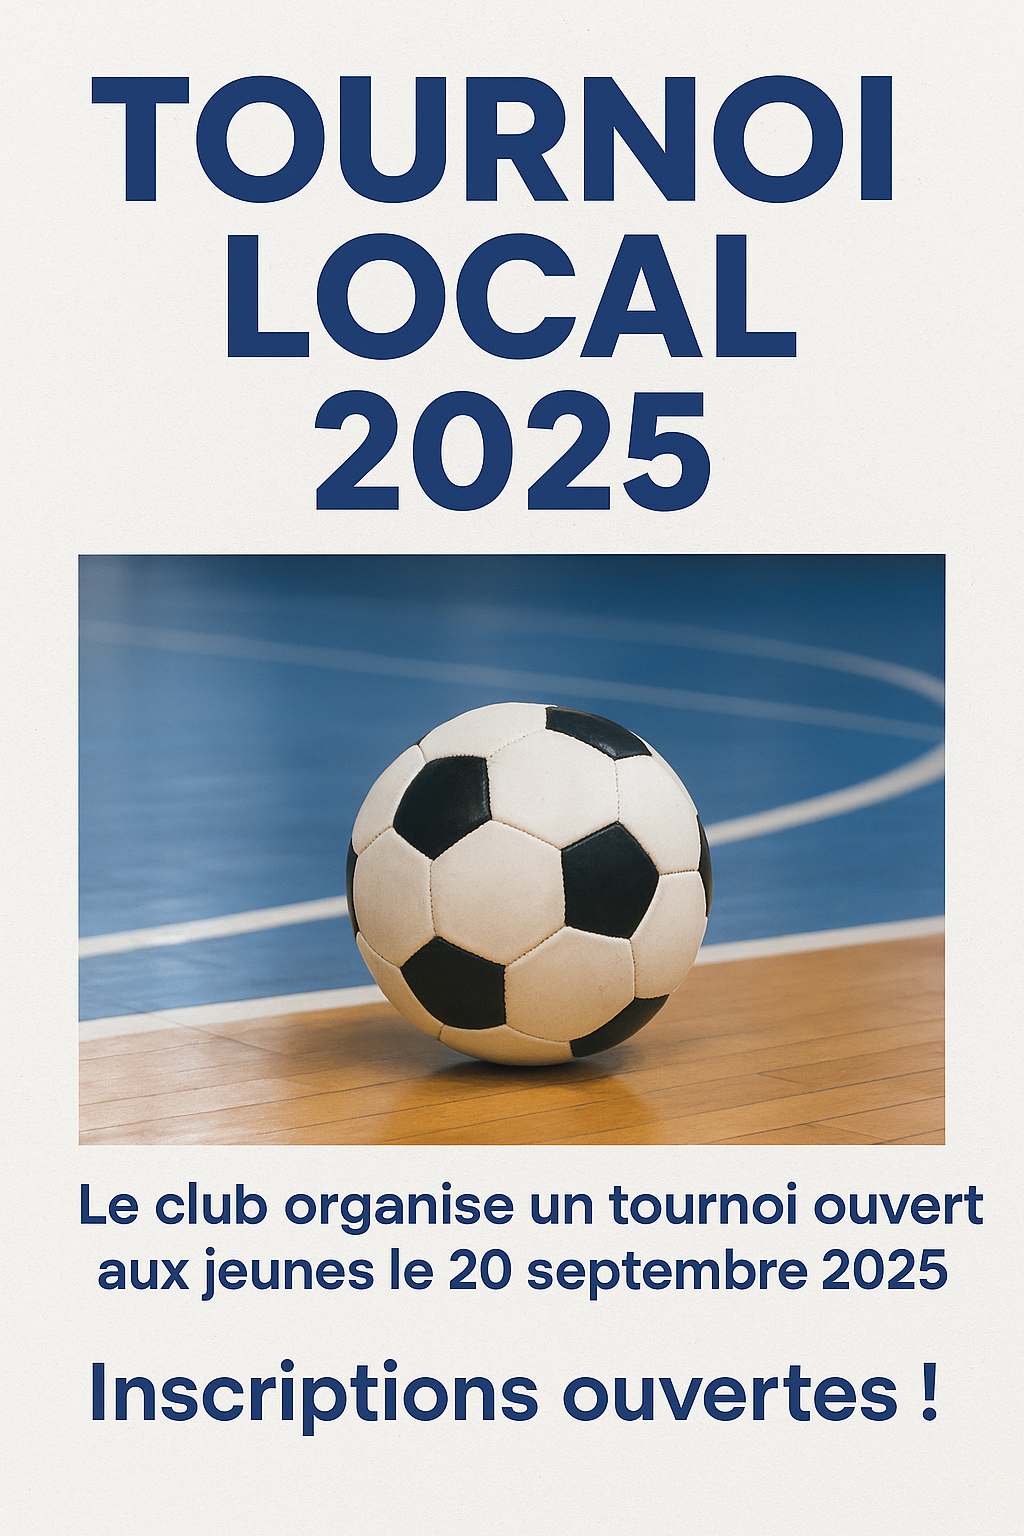 TOURNOI
LOCAL
2025
Le club organise un tournoi ouvert
aux jeunes le 20 septembre 2025
Inscriptions ouvertes !